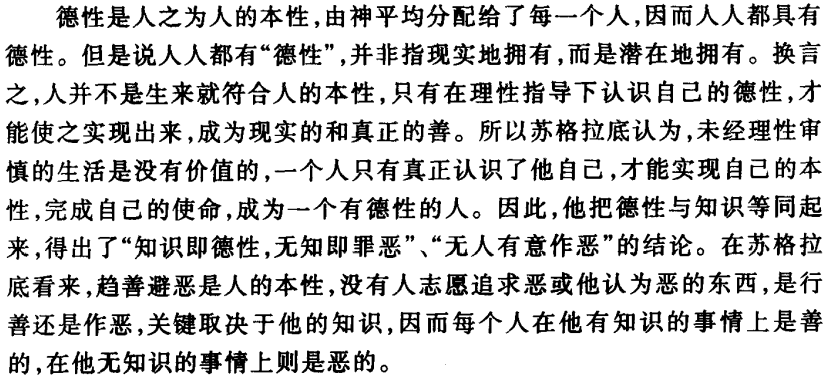 德性是人之为人的本性,由神平均分配给了每一个人,因而人人都具有
德性。但是说人人都有“德性”,并非指现实地拥有,而是潜在地拥有。换言
之,人并不是生来就符合人的本性,只有在理性指导下认识自己的德性,才
能使之实现出来,成为现实的和真正的善。所以苏格拉底认为,未经理性审
慎的生活是没有价值的,一个人只有真正认识了他自己,才能实现自己的本
性,完成自己的使命,成为一个有德性的人。因此,他把德性与知识等同起
来,得出了“知识即德性,无知即罪恶”、“无人有意作恶”的结论。在苏格拉
底看来,趋善避恶是人的本性,没有人志愿追求恶或他认为恶的东西,是行
善还是作恶,关键取决于他的知识,因而每个人在他有知识的事情上是善
的,在他无知识的事情上则是恶的。